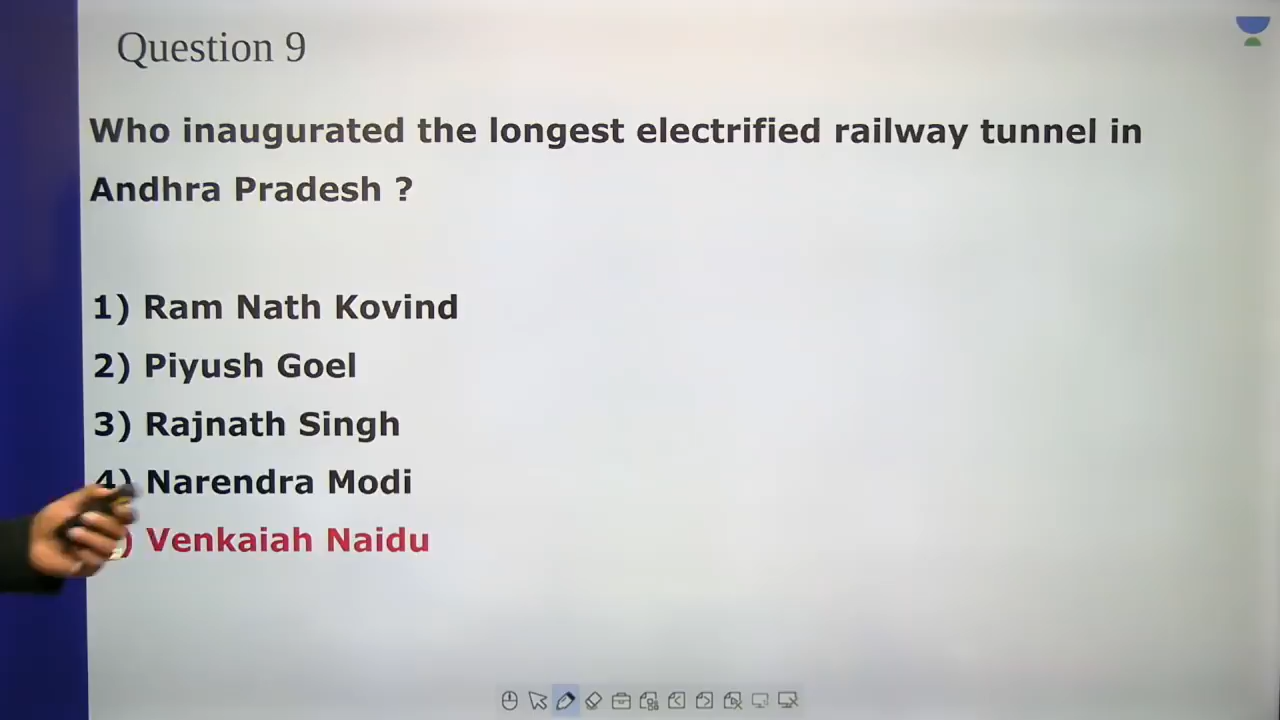 Question 9
Who inaugurated the longest electrified railway tunnel in
Andhra Pradesh ?
1) Ram Nath Kovind
2) Piyush Goel
3) Rajnath Singh
4) Narendra Modi
) Venkaiah Naidu